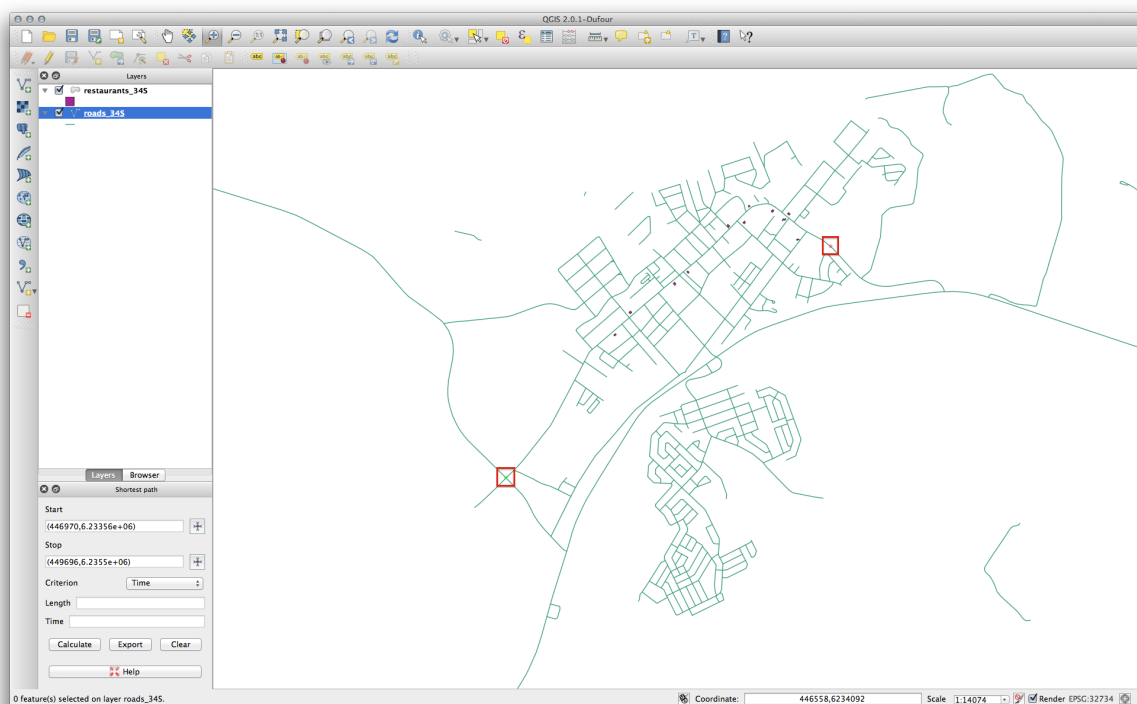 QGIS 2.0.1-Dufour
Layers
restaurants_34S
roads_34S
Layers Browser
Shortest path
Start
(446970,6.23356e+06)
Stop
(449696,6.2355e+06)
Criterion Time
Length
Time
Calculate Export Clear
Help
0 feature(s) selected on layer roads_34S.
Coordinate: 446558,6234092 Scale 1:14074 Render EPSG:32734